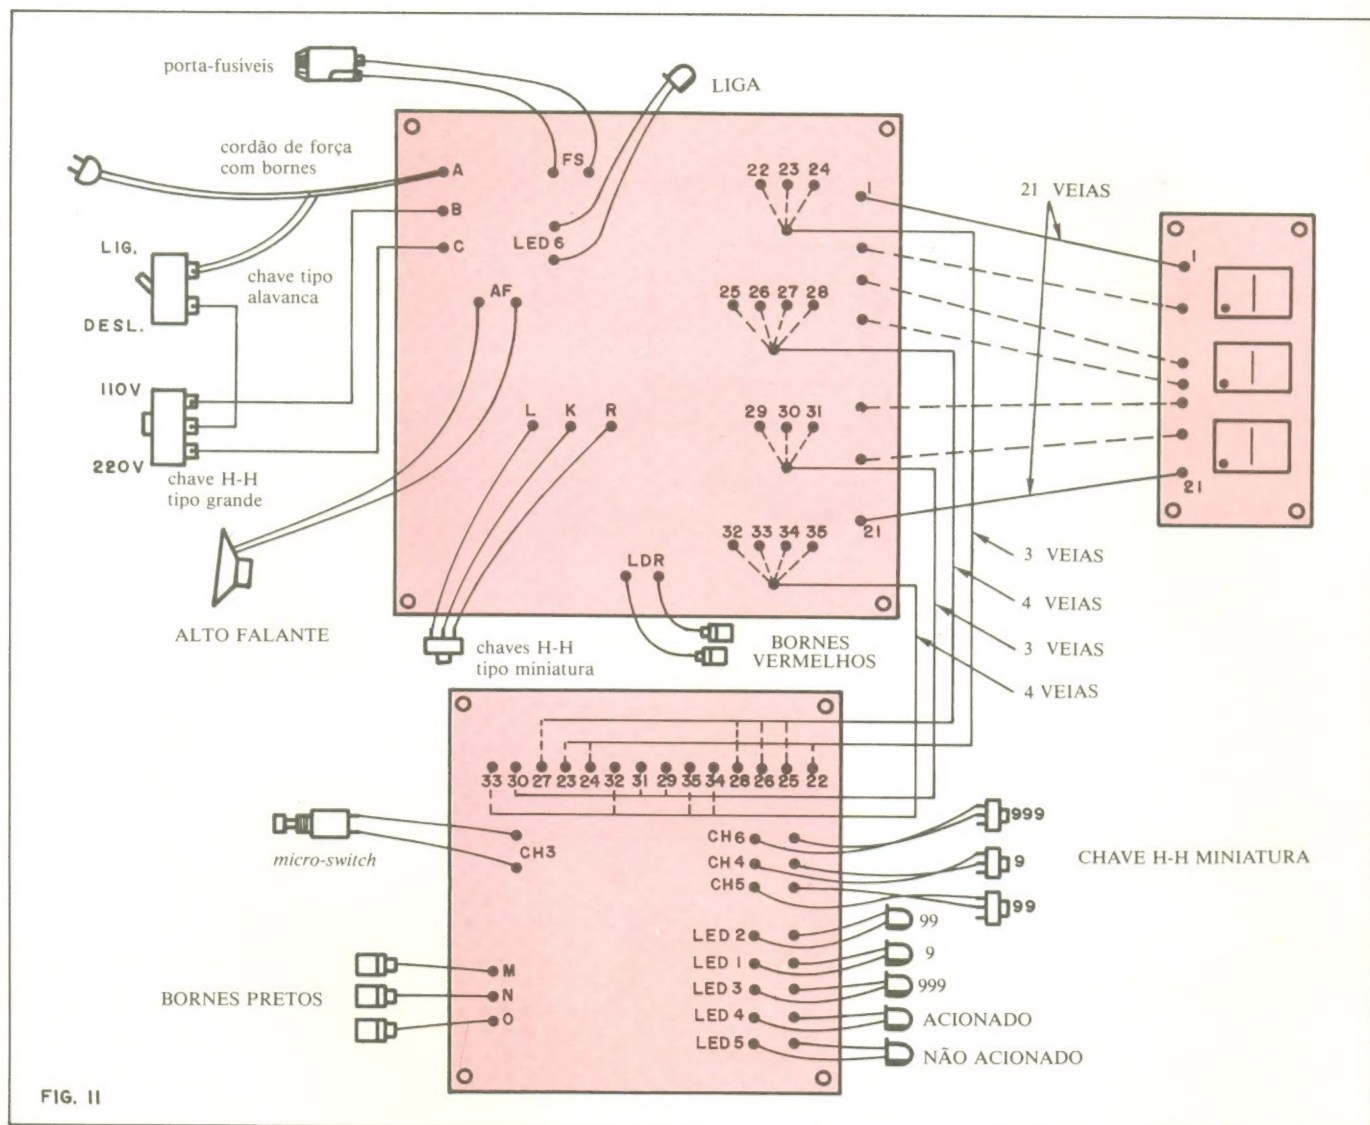 porta-fusiveis
LIGA
cordão de força
com bornes
A
FS
22 23 24
1
21 VEIAS
B
LIG.
C
LED 6
1
chave tipo
alavanca
AF
25 26 27 28
DESL.
110V
L K R
29 30 31
220V
chave H-H
tipo grande
21
21
32 33 34 35
LDR
3 VEIAS
4 VEIAS
ALTO FALANTE
chaves H-H
tipo miniatura
BORNES
VERMELHOS
3 VEIAS
4 VEIAS
33 30 27 23 24 32 31 29 35 34 28 26 25 22
micro-switch
CH3
CH6
999
CH4
9
CHAVE H-H MINIATURA
CH5
99
LED 2
99
LED 1
9
BORNES PRETOS
M
N
O
LED 3
999
LED 4
ACIONADO
LED 5
NÃO ACIONADO
FIG. 11